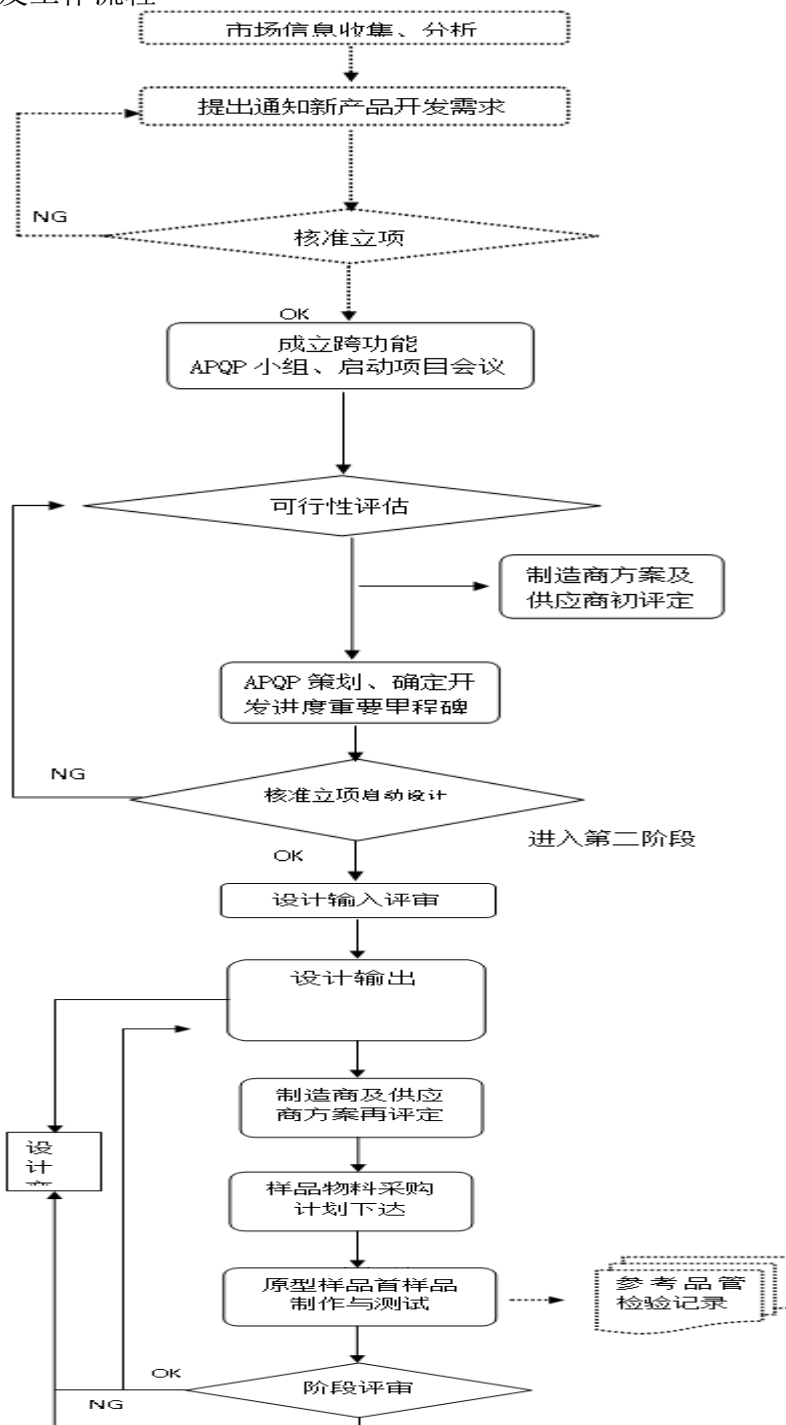 及工作流程
市场信息收集、分析
提出通知新产品开发需求
NG
核准立项
OK
成立跨功能
APQP 小组、启动项目会议
可行性评估
制造商方案及
供应商初评定
APQP 策划、确定开
发进度重要里程碑
NG
核准立项启动设计
进入第二阶段
OK
设计输入评审
设计输出
制造商及供应
商方案再评定
设
计
样品物料采购
计划下达
原型样品首样品
制作与测试
参考品管
检验记录
OK
阶段评审
NG